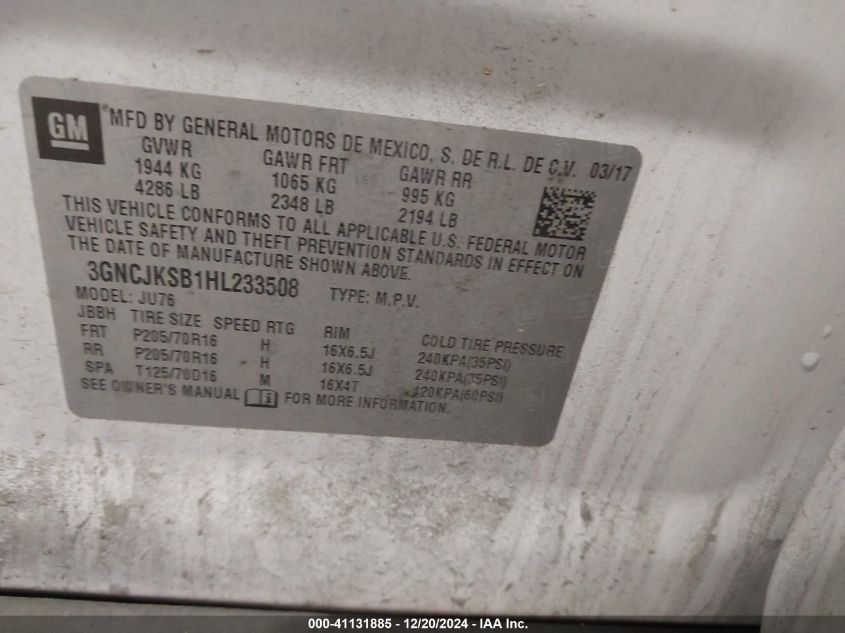 GM ®MFD BY GENERAL MOTORS DE MEXICO, S. DE R.L. DE C.V. 03/17
GVWR GAWR FRT GAWR RR
1944 KG 1065 KG 995 KG
4286 LB 2348 LB 2194 LB
THIS VEHICLE CONFORMS TO ALL APPLICABLE U.S. FEDERAL MOTOR
VEHICLE SAFETY AND THEFT PREVENTION STANDARDS IN EFFECT ON
THE DATE OF MANUFACTURE SHOWN ABOVE.
3GNCJKSB1HL233508 TYPE: M.P.V.
MODEL: JU76
JBBH TIRE SIZE SPEED RTG RIM COLD TIRE PRESSURE
FRT P205/70R16 H 16X6.5J 240KPA(35PSI)
RR P205/70R16 H 16X6.5J 240KPA(35PSI)
SPA T125/70D16 M 16X4T 420KPA(60PSI)
SEE OWNER'S MANUAL i FOR MORE INFORMATION.
000-41131885 - 12/20/2024 - IAA Inc.